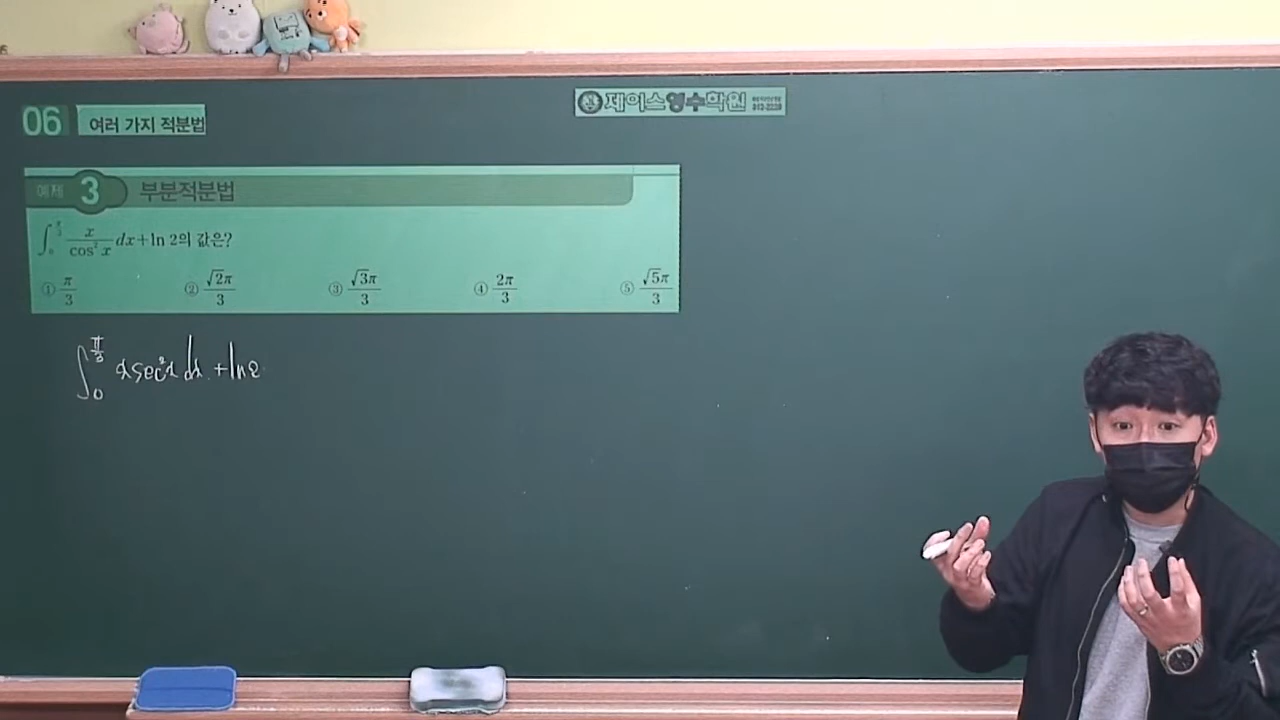 06 여러 가지 적분법
제이스영수학원
예제 3 부분적분법
∫₀^{π/3} x/cos² x dx+ln 2의 값은?
① π/3 ② √2π/3 ③ √3π/3 ④ 2π/3 ⑤ √5π/3
∫₀^{π/3} x sec²x dx + ln2